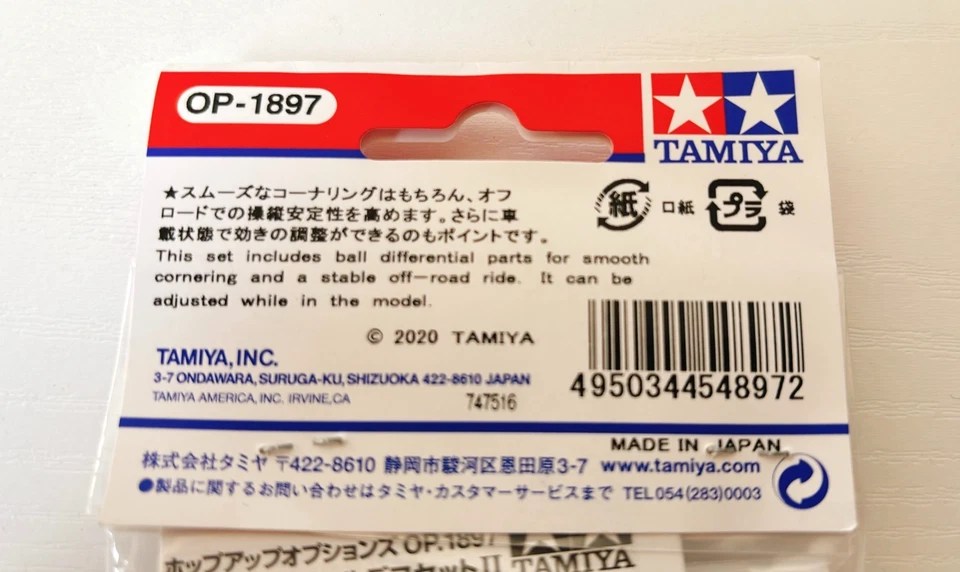 OP-1897
TAMIYA
★スムーズなコーナリングはもちろん、オフ
ロードでの操縦安定性を高めます。さらに車
載状態で効きの調整ができるのもポイントです。
紙 口紙 プラ 袋
This set includes ball differential parts for smooth
cornering and a stable off-road ride. It can be
adjusted while in the model.
© 2020 TAMIYA
TAMIYA, INC.
3-7 ONDAWARA, SURUGA-KU, SHIZUOKA 422-8610 JAPAN
TAMIYA AMERICA, INC. IRVINE, CA
747516
4950344548972
MADE IN JAPAN
株式会社タミヤ 〒422-8610 静岡市駿河区恩田原3-7 www.tamiya.com
●製品に関するお問い合わせはタミヤ・カスタマーサービスまで TEL054(283)0003
ホップアップオプションズ OP.1897
デフセットII
TAMIYA